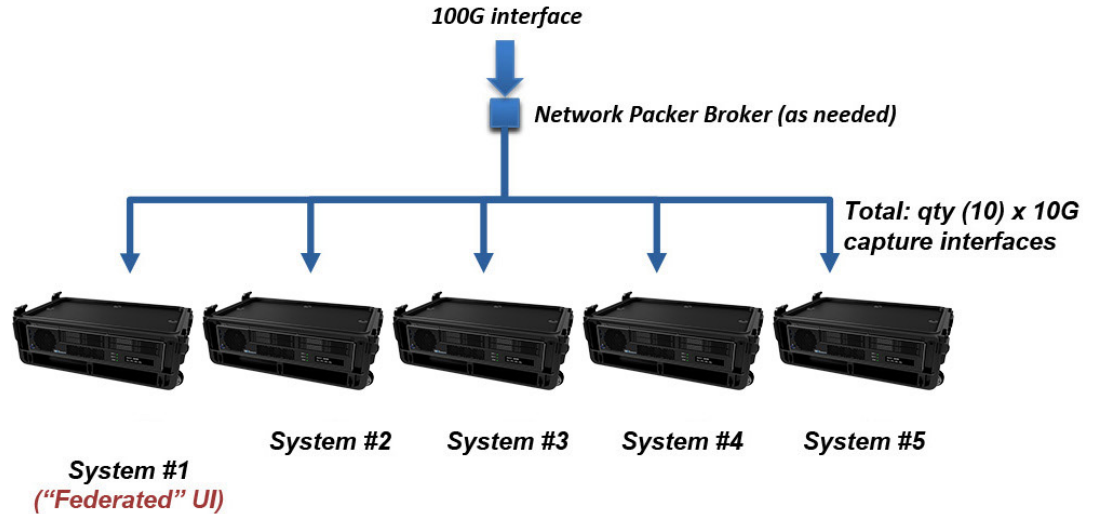 100G interface
Network Packer Broker (as needed)
Total: qty (10) x 10G
capture interfaces
System #1
("Federated" UI)
System #2
System #3
System #4
System #5